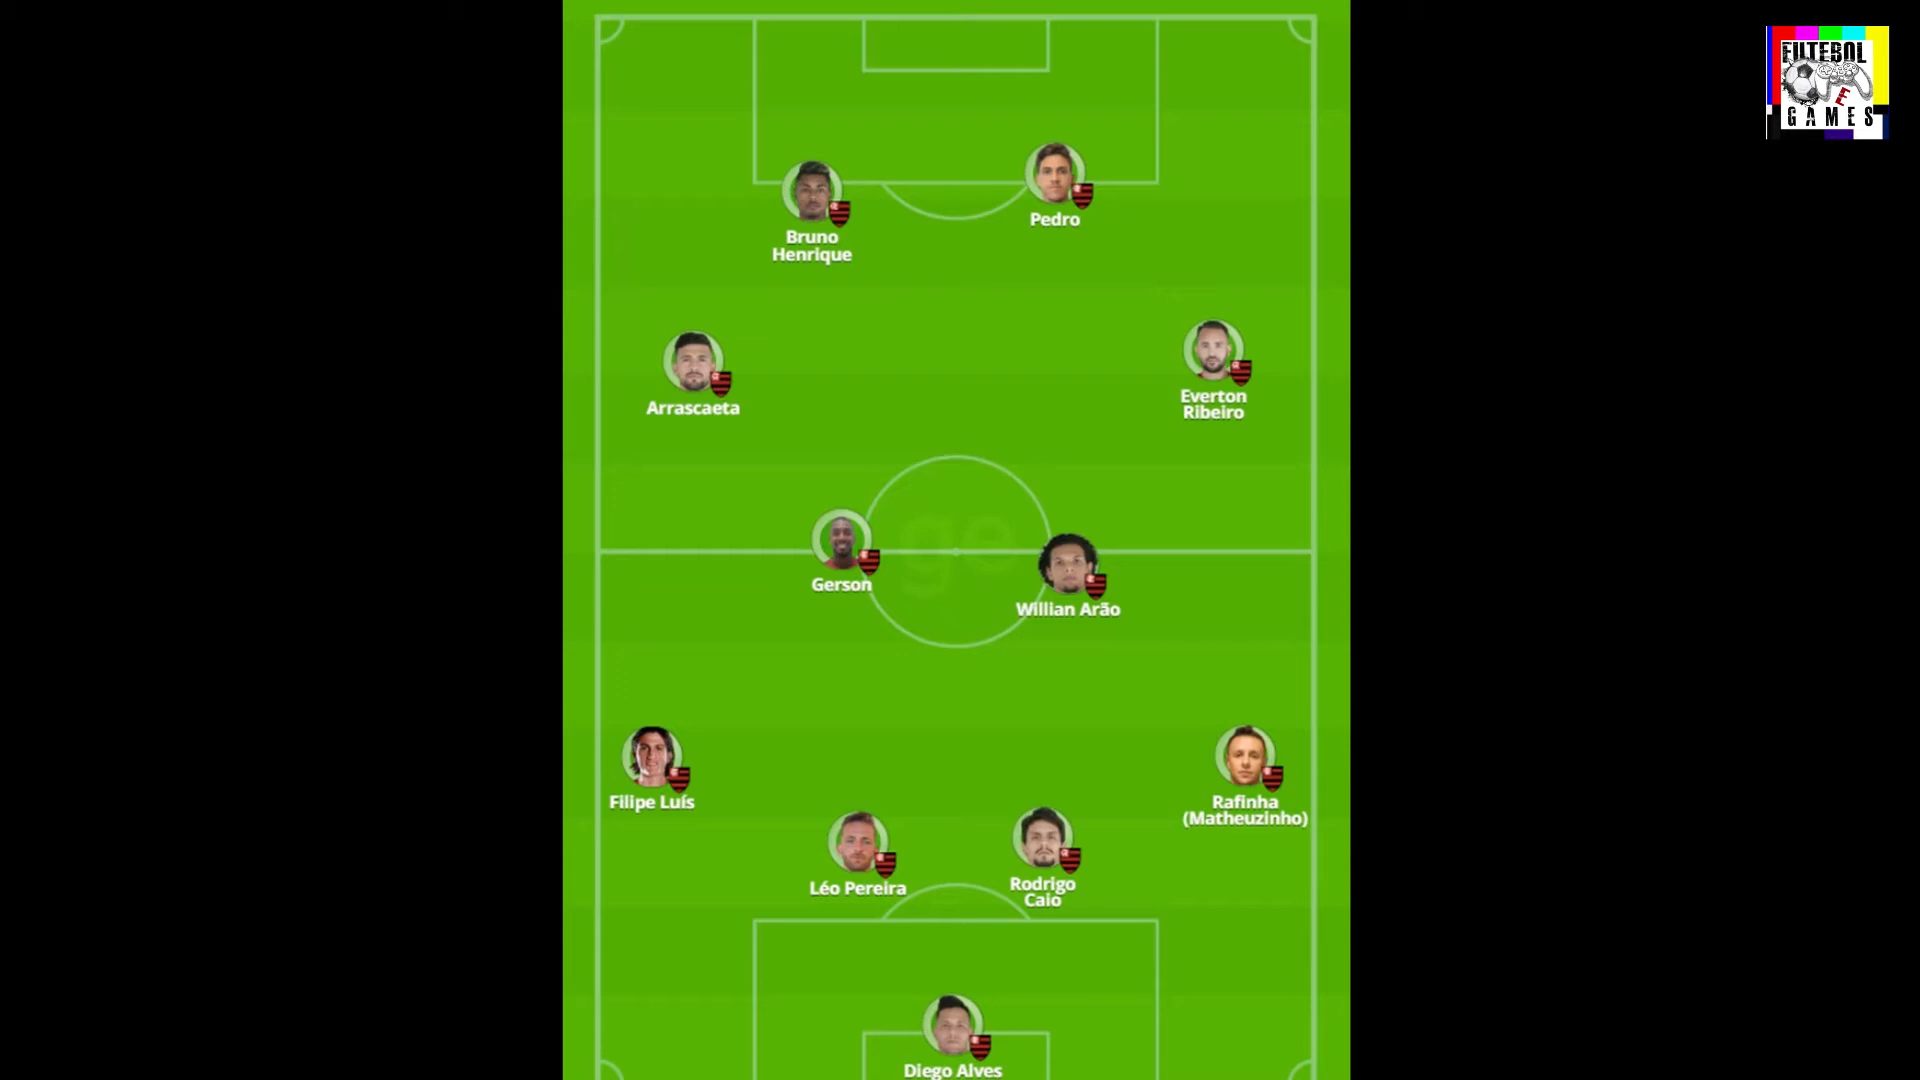 FUTEBOL
E
GAMES
Bruno
Henrique
Pedro
Arrascaeta
Everton
Ribeiro
Gerson
ge
Willian Arão
Filipe Luís
Rafinha
(Matheuzinho)
Léo Pereira
Rodrigo
Caio
Diego Alves